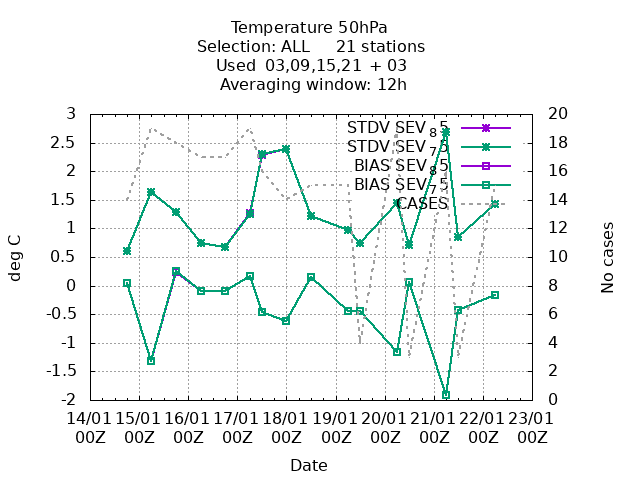 Temperature 50hPa
Selection: ALL 21 stations
Used 03,09,15,21 + 03
Averaging window: 12h
STDV SEV₈5
STDV SEV₇5
BIAS SEV₈5
BIAS SEV₇5
CASES
3
2.5
2
1.5
1
0.5
0
-0.5
-1
-1.5
-2
20
18
16
14
12
10
8
6
4
2
0
deg C
No cases
14/01 15/01 16/01 17/01 18/01 19/01 20/01 21/01 22/01 23/01
00Z 00Z 00Z 00Z 00Z 00Z 00Z 00Z 00Z 00Z
Date